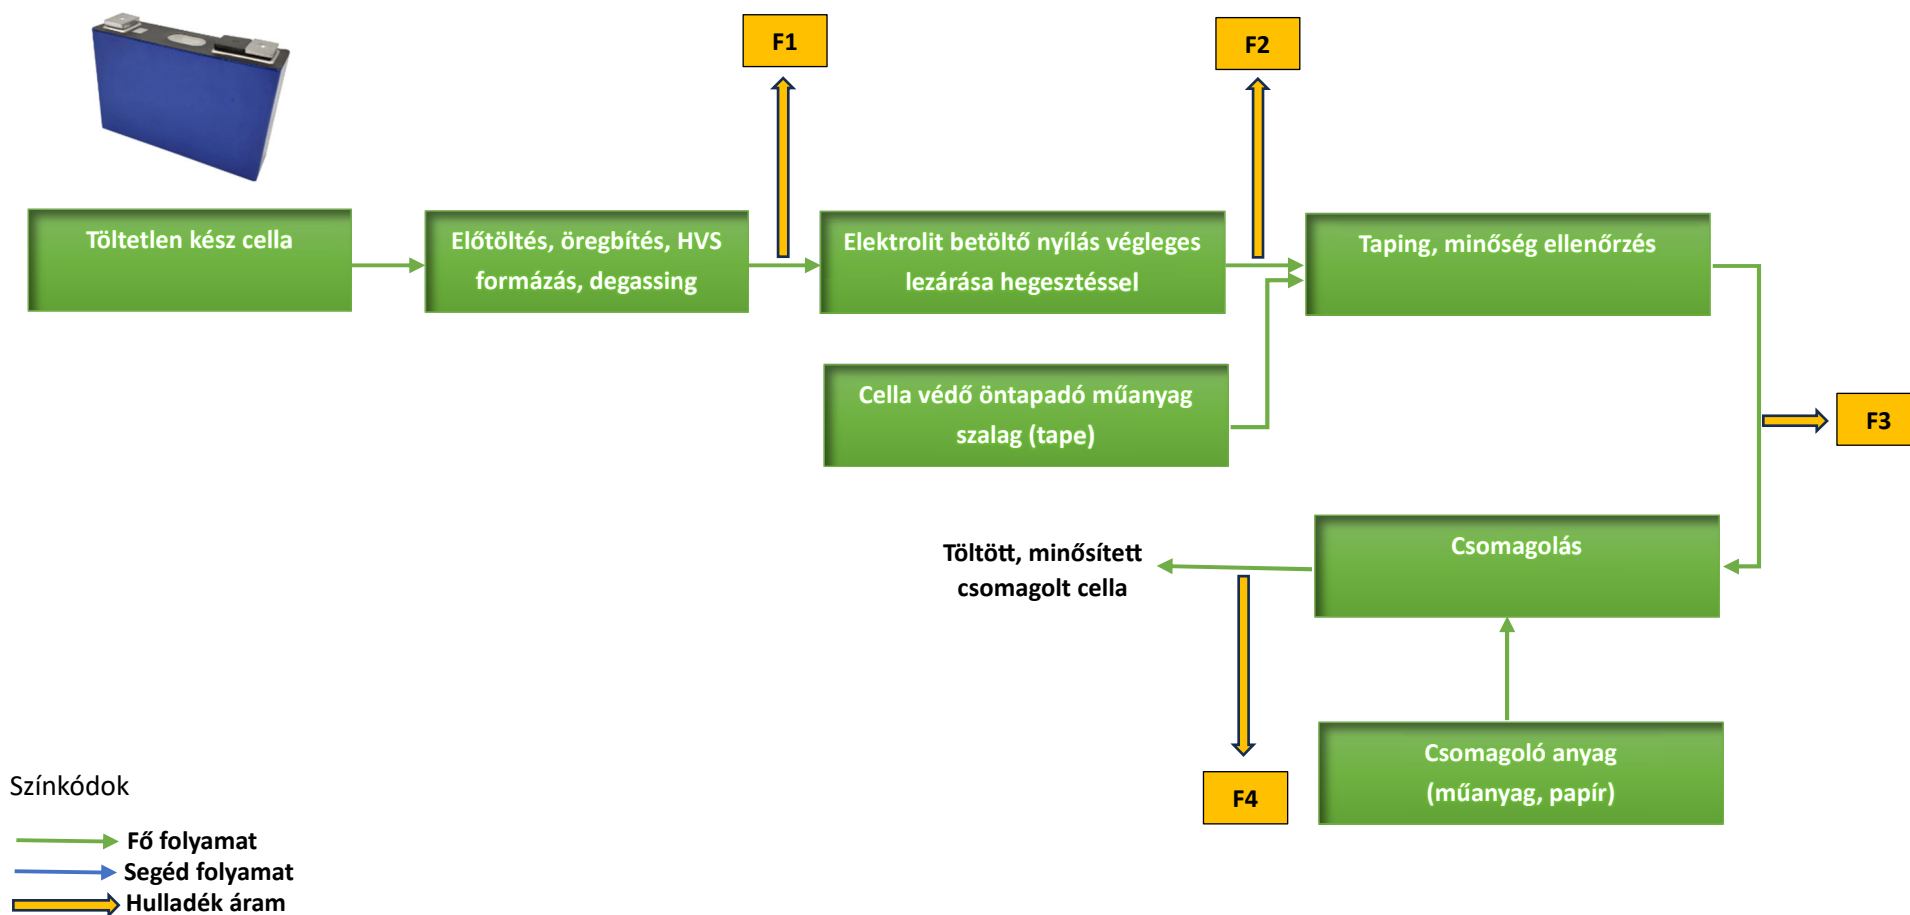 F1
F2
Töltetlen kész cella
Előtöltés, öregbítés, HVS
formázás, degassing
Elektrolit betöltő nyílás végleges
lezárása hegesztéssel
Taping, minőség ellenőrzés
Cella védő öntapadó műanyag
szalag (tape)
F3
Csomagolás
Töltött, minősített
csomagolt cella
Csomagoló anyag
(műanyag, papír)
F4
Színkódok
Fő folyamat
Segéd folyamat
Hulladék áram